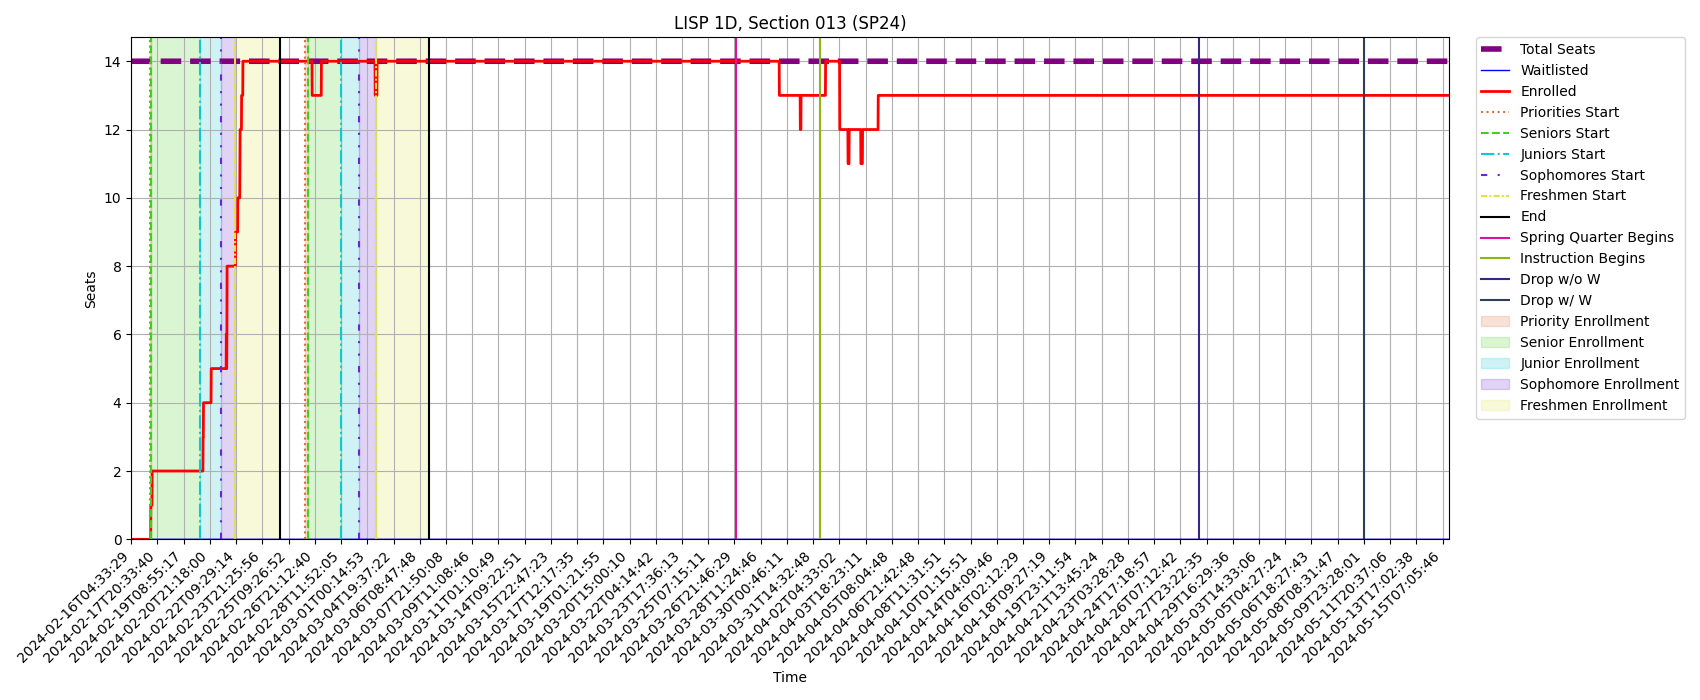 LISP 1D, Section 013 (SP24)
Total Seats
Waitlisted
Enrolled
Priorities Start
Seniors Start
Juniors Start
Sophomores Start
Freshmen Start
End
Spring Quarter Begins
Instruction Begins
Drop w/o W
Drop w/ W
Priority Enrollment
Senior Enrollment
Junior Enrollment
Sophomore Enrollment
Freshmen Enrollment
Seats
14
12
10
8
6
4
2
0
2024-02-16T04:33:29
2024-02-17T20:33:40
2024-02-19T08:55:17
2024-02-20T21:18:00
2024-02-22T09:29:14
2024-02-23T21:25:56
2024-02-25T09:26:52
2024-02-26T21:12:40
2024-02-28T11:52:05
2024-03-01T00:14:53
2024-03-04T19:37:22
2024-03-06T08:47:48
2024-03-07T21:50:08
2024-03-09T11:08:46
2024-03-11T01:10:49
2024-03-14T09:22:51
2024-03-15T22:47:23
2024-03-17T12:17:35
2024-03-19T01:21:55
2024-03-20T15:00:10
2024-03-22T04:14:42
2024-03-23T17:36:13
2024-03-25T07:15:11
2024-03-26T21:46:29
2024-03-28T11:24:46
2024-03-30T00:46:11
2024-03-31T14:32:48
2024-04-02T04:33:02
2024-04-03T18:23:11
2024-04-05T08:04:48
2024-04-06T21:42:48
2024-04-08T11:31:51
2024-04-10T01:15:51
2024-04-14T04:09:46
2024-04-16T02:12:29
2024-04-18T09:27:19
2024-04-19T23:11:54
2024-04-21T13:45:24
2024-04-23T03:28:28
2024-04-24T17:18:57
2024-04-26T07:12:42
2024-04-27T23:22:35
2024-04-29T16:29:36
2024-05-03T14:33:06
2024-05-05T04:27:24
2024-05-06T18:27:43
2024-05-08T08:31:47
2024-05-09T23:28:01
2024-05-11T20:37:06
2024-05-13T17:02:38
2024-05-15T07:05:46
Time